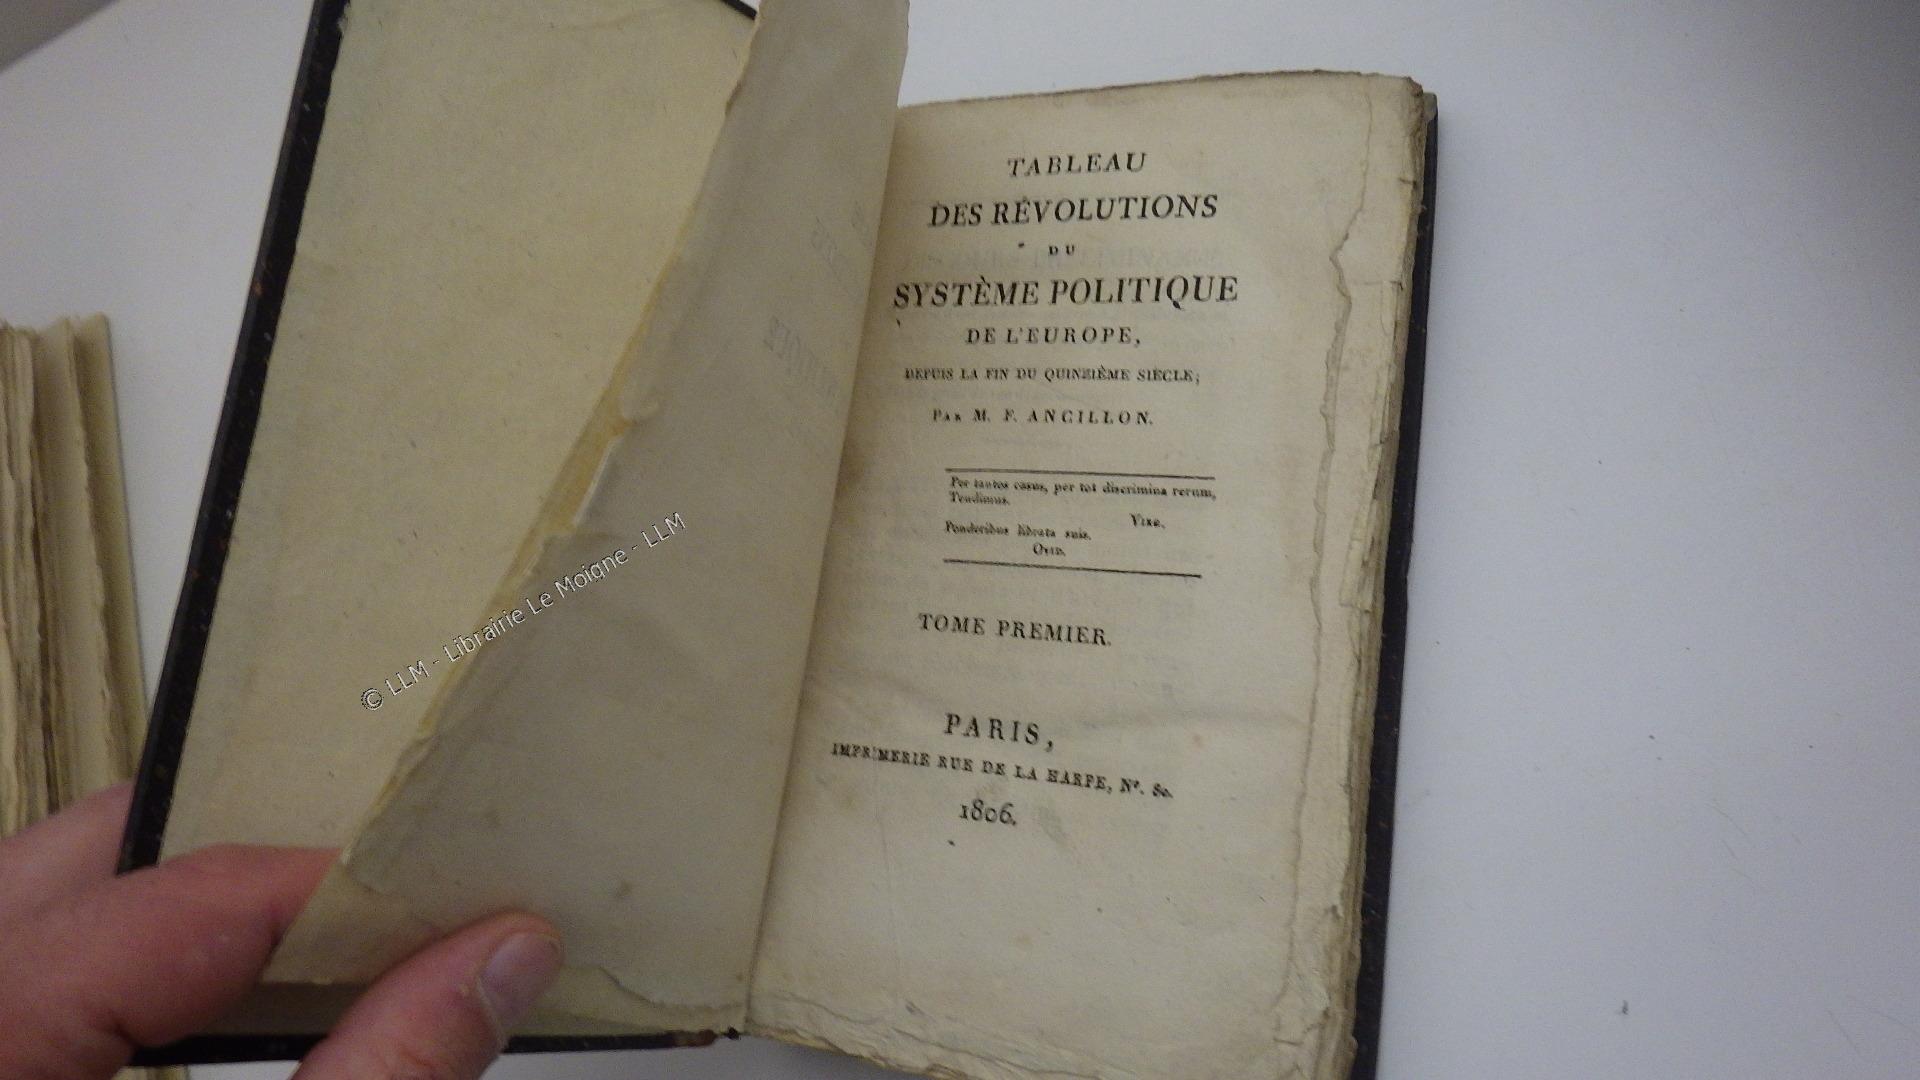 TABLEAU
DES RÉVOLUTIONS
DU
SYSTÈME POLITIQUE
DE L'EUROPE,
DEPUIS LA FIN DU QUINZIÈME SIÈCLE;
PAR M. F. ANCILLON.
Per tantos casus, per tot discrimina rerum,
Tendimus.
VIRG.
Ponderibus librata suis.
OVID.
TOME PREMIER.
PARIS,
IMPRIMERIE RUE DE LA HARPE, N°. 80.
1806.
© LLM - Librairie Le Moigne - LLM